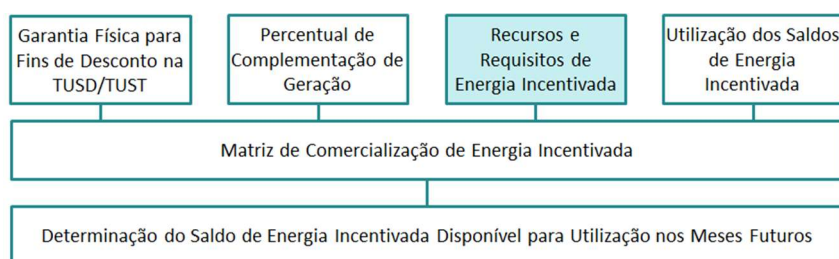 Garantia Física para
Fins de Desconto na
TUSD/TUST
Percentual de
Complementação de
Geração
Recursos e
Requisitos de
Energia Incentivada
Utilização dos Saldos
de Energia
Incentivada
Matriz de Comercialização de Energia Incentivada
Determinação do Saldo de Energia Incentivada Disponível para Utilização nos Meses Futuros